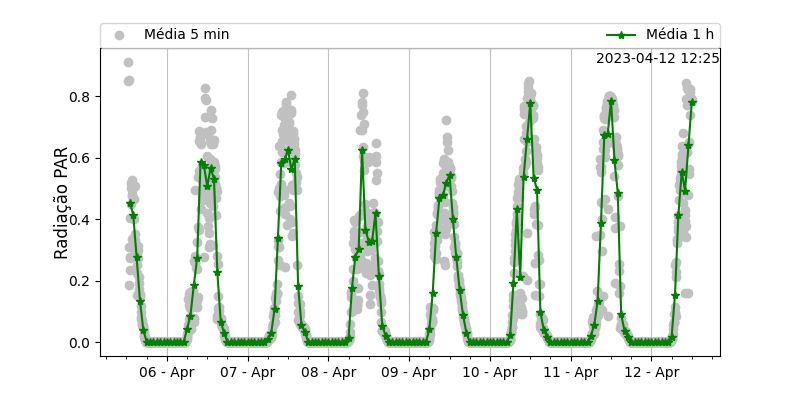 Média 5 min
Média 1 h
2023-04-12 12:25
Radiação PAR
0.8
0.6
0.4
0.2
0.0
06 - Apr
07 - Apr
08 - Apr
09 - Apr
10 - Apr
11 - Apr
12 - Apr